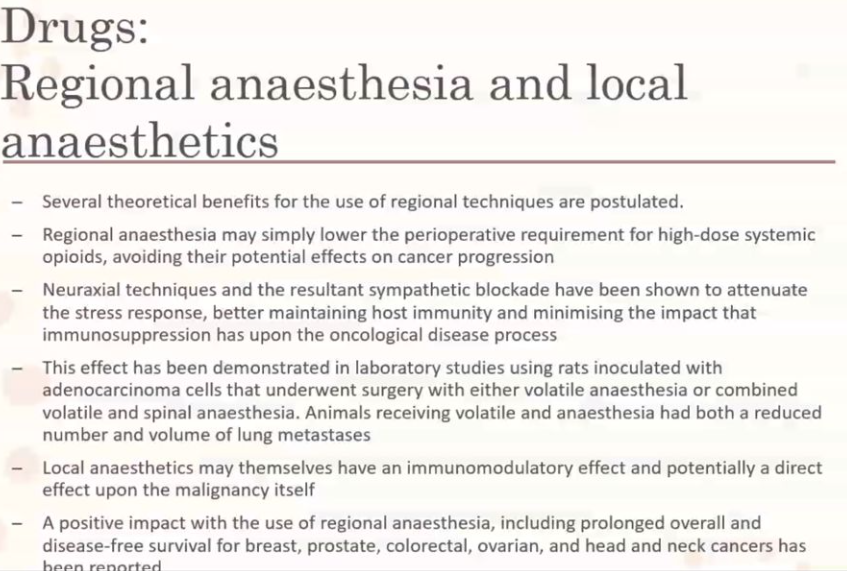 Drugs:
Regional anaesthesia and local
anaesthetics
– Several theoretical benefits for the use of regional techniques are postulated.
– Regional anaesthesia may simply lower the perioperative requirement for high-dose systemic
opioids, avoiding their potential effects on cancer progression
– Neuraxial techniques and the resultant sympathetic blockade have been shown to attenuate
the stress response, better maintaining host immunity and minimising the impact that
immunosuppression has upon the oncological disease process
– This effect has been demonstrated in laboratory studies using rats inoculated with
adenocarcinoma cells that underwent surgery with either volatile anaesthesia or combined
volatile and spinal anaesthesia. Animals receiving volatile and anaesthesia had both a reduced
number and volume of lung metastases
– Local anaesthetics may themselves have an immunomodulatory effect and potentially a direct
effect upon the malignancy itself
– A positive impact with the use of regional anaesthesia, including prolonged overall and
disease-free survival for breast, prostate, colorectal, ovarian, and head and neck cancers has
been reported